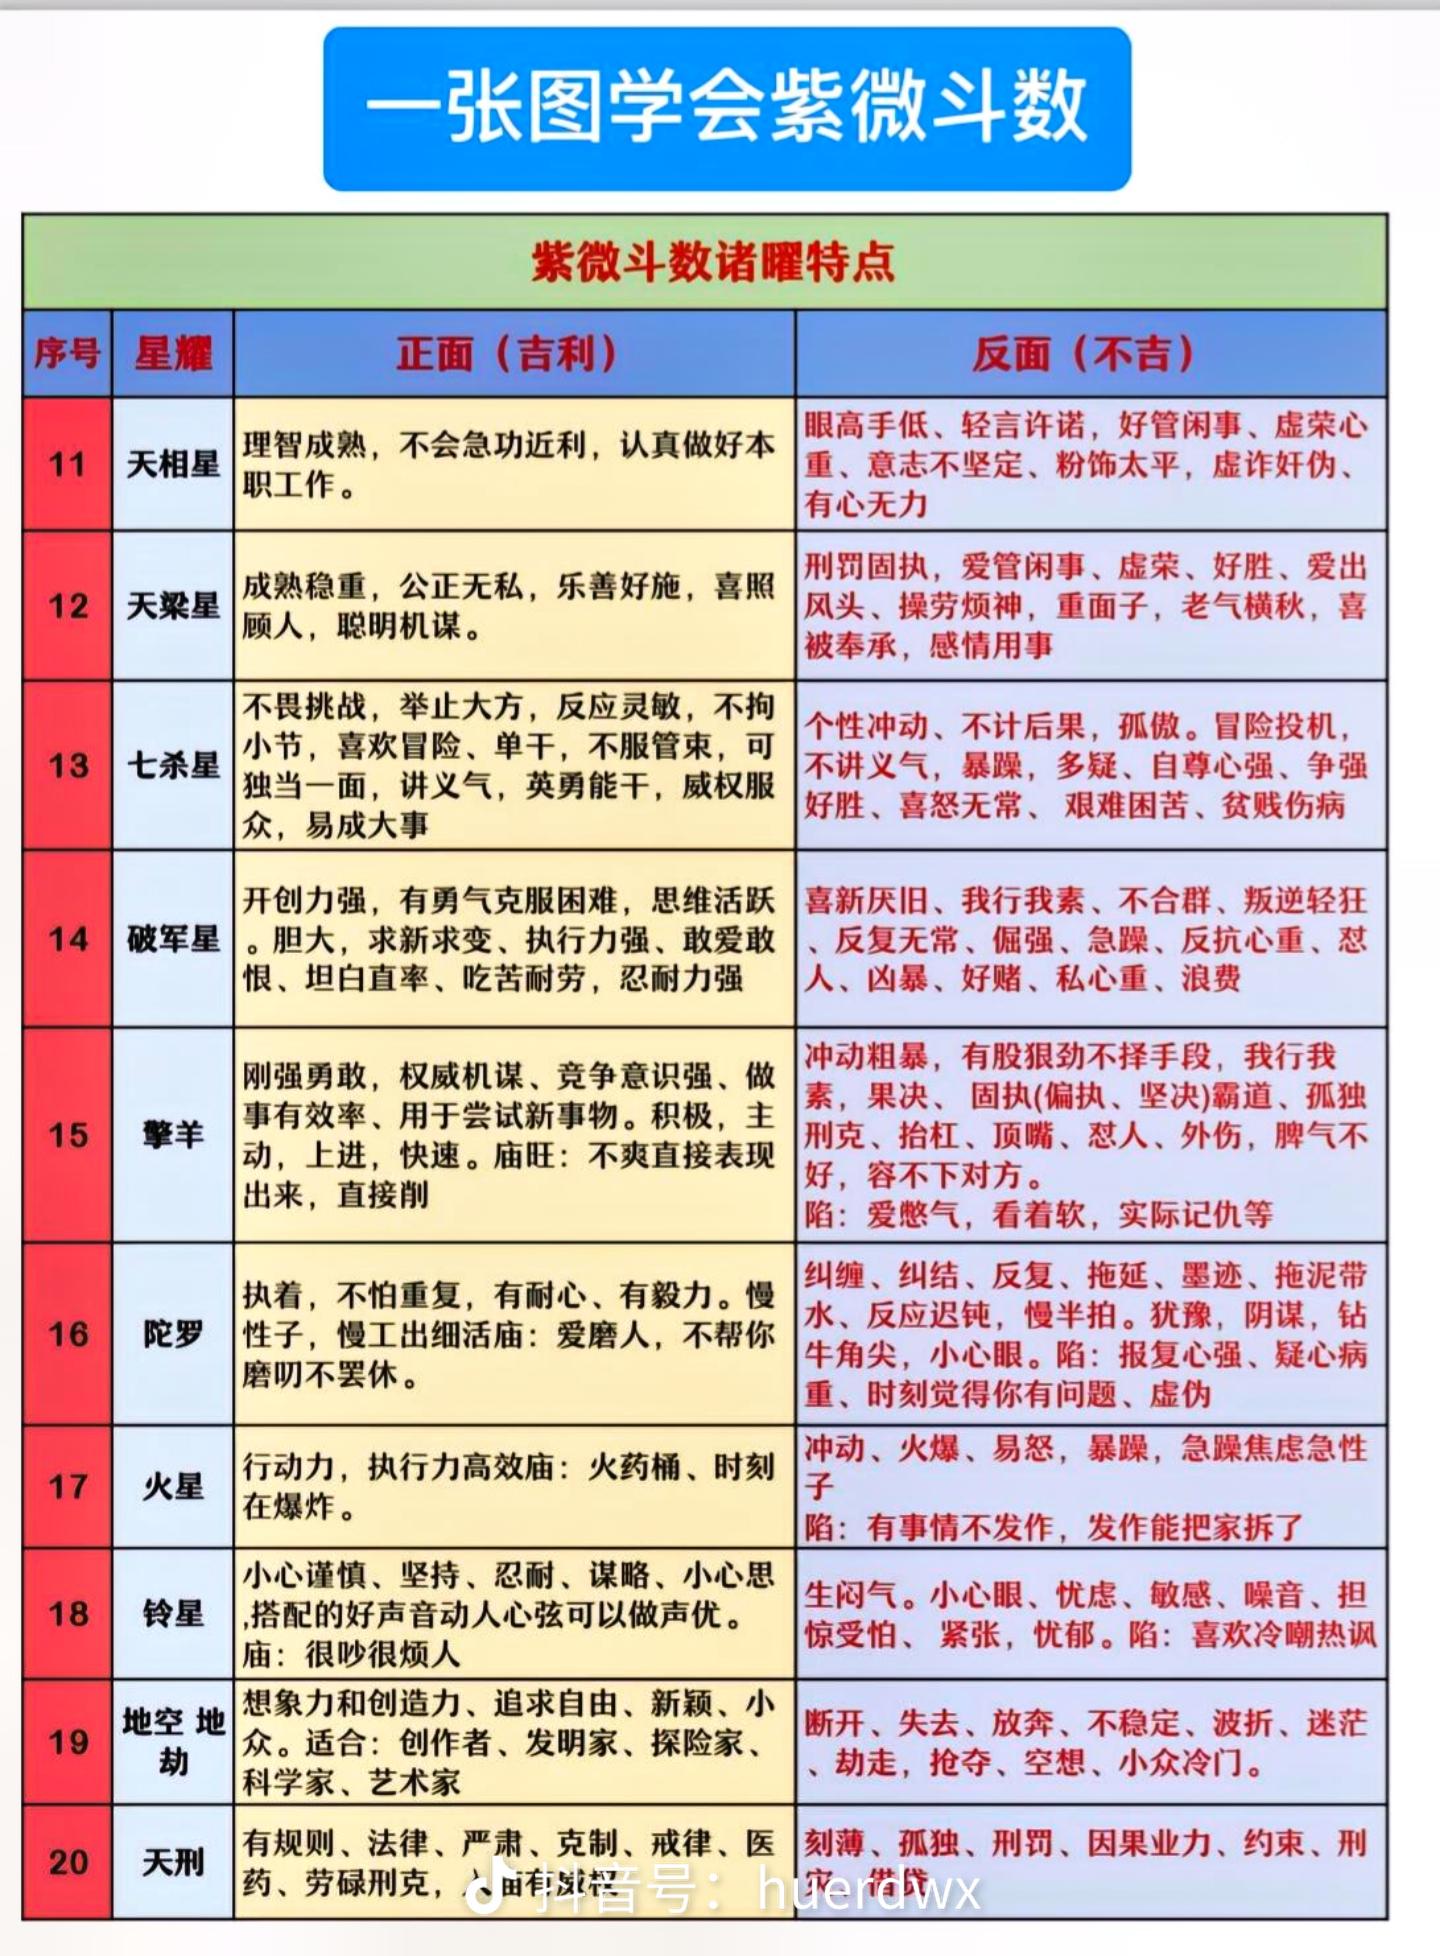 一张图学会紫微斗数
紫微斗数诸曜特点
序号 星耀 正面（吉利） 反面（不吉）
11 天相星
理智成熟，不会急功近利，认真做好本
职工作。
眼高手低、轻言许诺，好管闲事、虚荣心
重、意志不坚定、粉饰太平，虚诈奸伪、
有心无力
12 天梁星
成熟稳重，公正无私，乐善好施，喜照
顾人，聪明机谋。
刑罚固执，爱管闲事、虚荣、好胜、爱出
风头、操劳烦神，重面子，老气横秋，喜
被奉承，感情用事
13 七杀星
不畏挑战，举止大方，反应灵敏，不拘
小节，喜欢冒险、单干，不服管束，可
独当一面，讲义气，英勇能干，威权服
众，易成大事
个性冲动、不计后果，孤傲。冒险投机，
不讲义气，暴躁，多疑、自尊心强、争强
好胜、喜怒无常、 艰难困苦、贫贱伤病
14 破军星
开创力强，有勇气克服困难，思维活跃
。胆大，求新求变、执行力强、敢爱敢
恨、坦白直率、吃苦耐劳，忍耐力强
喜新厌旧、我行我素、不合群、叛逆轻狂
、反复无常、倔强、急躁、反抗心重、怼
人、凶暴、好赌、私心重、浪费
15 擎羊
刚强勇敢，权威机谋、竞争意识强、做
事有效率、用于尝试新事物。积极，主
动，上进，快速。庙旺：不爽直接表现
出来，直接削
冲动粗暴，有股狠劲不择手段，我行我
素，果决、 固执(偏执、坚决)霸道、孤独
刑克、抬杠、顶嘴、怼人、外伤，脾气不
好，容不下对方。
陷：爱憋气，看着软，实际记仇等
16 陀罗
执着，不怕重复，有耐心、有毅力。慢
性子，慢工出细活庙：爱磨人，不帮你
磨叨不罢休。
纠缠、纠结、反复、拖延、墨迹、拖泥带
水、反应迟钝，慢半拍。犹豫，阴谋，钻
牛角尖，小心眼。陷：报复心强、疑心病
重、时刻觉得你有问题、虚伪
17 火星
行动力，执行力高效庙：火药桶、时刻
在爆炸。
冲动、火爆、易怒，暴躁，急躁焦虑急性
子
陷：有事情不发作，发作能把家拆了
18 铃星
小心谨慎、坚持、忍耐、谋略、小心思
,搭配的好声音动人心弦可以做声优。
庙：很吵很烦人
生闷气。小心眼、忧虑、敏感、噪音、担
惊受怕、 紧张，忧郁。陷：喜欢冷嘲热讽
19 地空 地
劫
想象力和创造力、追求自由、新颖、小
众。适合：创作者、发明家、探险家、
科学家、艺术家
断开、失去、放奔、不稳定、波折、迷茫
、劫走，抢夺、空想、小众冷门。
20 天刑
有规则、法律、严肃、克制、戒律、医
药、劳碌刑克，入庙有威权
刻薄、孤独、刑罚、因果业力、约束、刑
灾、借贷
抖音号：huerdwx